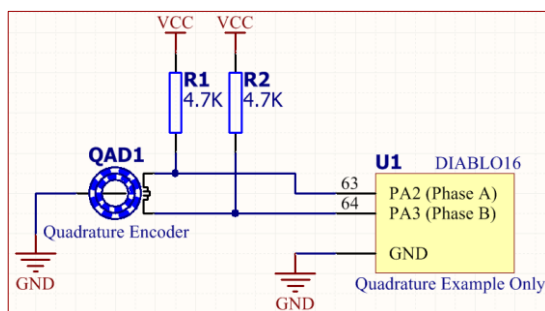 VCC VCC
R1 R2
4.7K 4.7K
QAD1
U1 DIABLO16
63 PA2 (Phase A)
64 PA3 (Phase B)
Quadrature Encoder
GND
GND GND
Quadrature Example Only